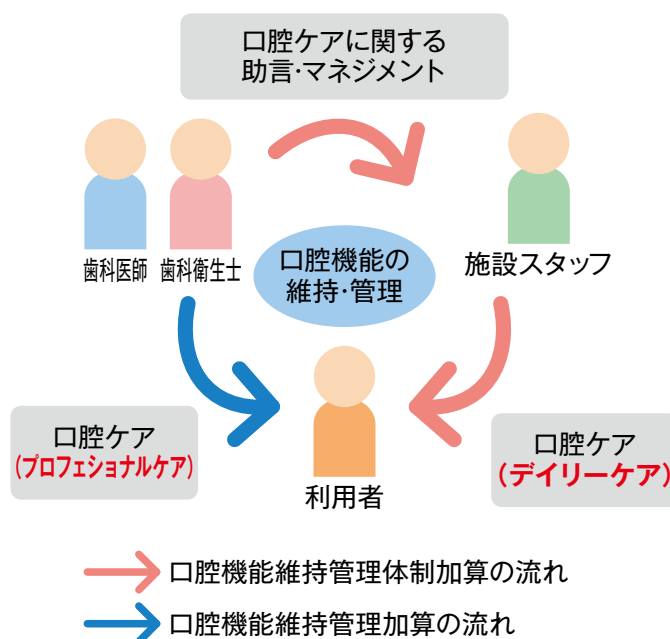 口腔ケアに関する
助言・マネジメント
歯科医師 歯科衛生士
施設スタッフ
口腔機能の
維持・管理
口腔ケア
(プロフェショナルケア)
利用者
口腔ケア
(デイリーケア)
口腔機能維持管理体制加算の流れ
口腔機能維持管理加算の流れ